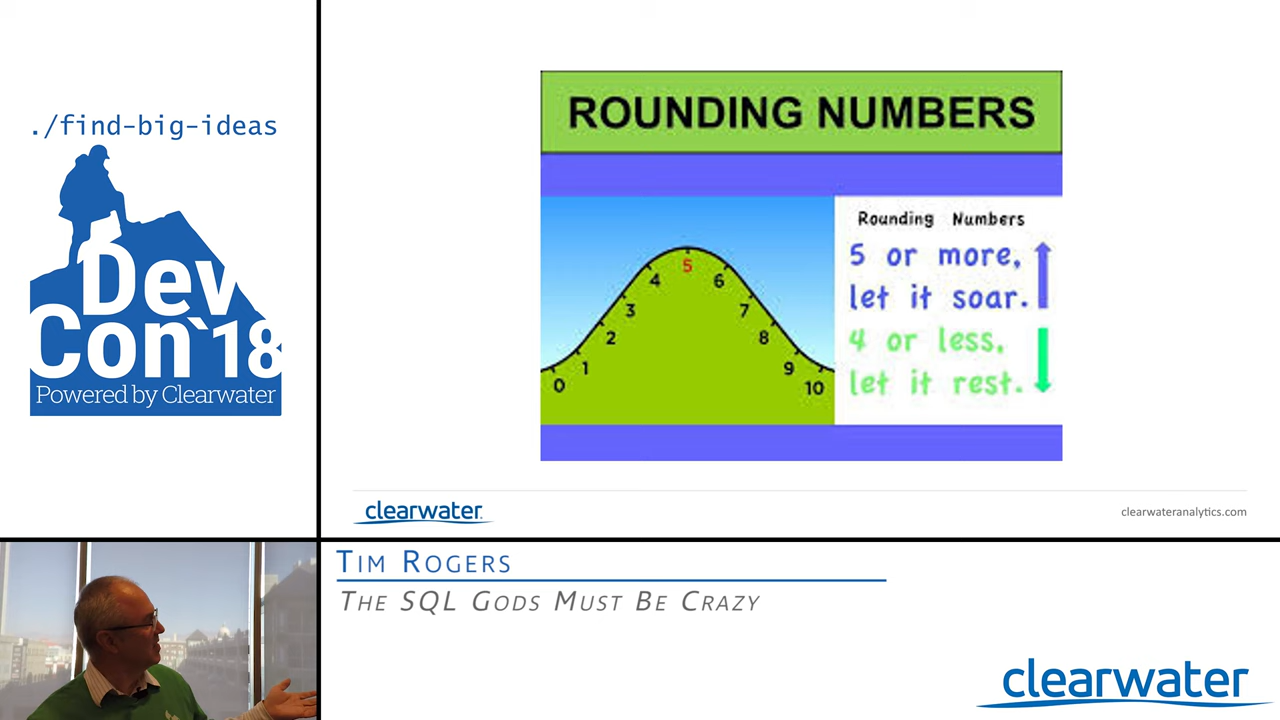 ./find-big-ideas
Dev
Con`18
Powered by Clearwater
ROUNDING NUMBERS
0
1
2
3
4
5
6
7
8
9
10
Rounding Numbers
5 or more,
let it soar.
4 or less,
let it rest.
clearwater
clearwateranalytics.com
TIM ROGERS
THE SQL GODS MUST BE CRAZY
clearwater